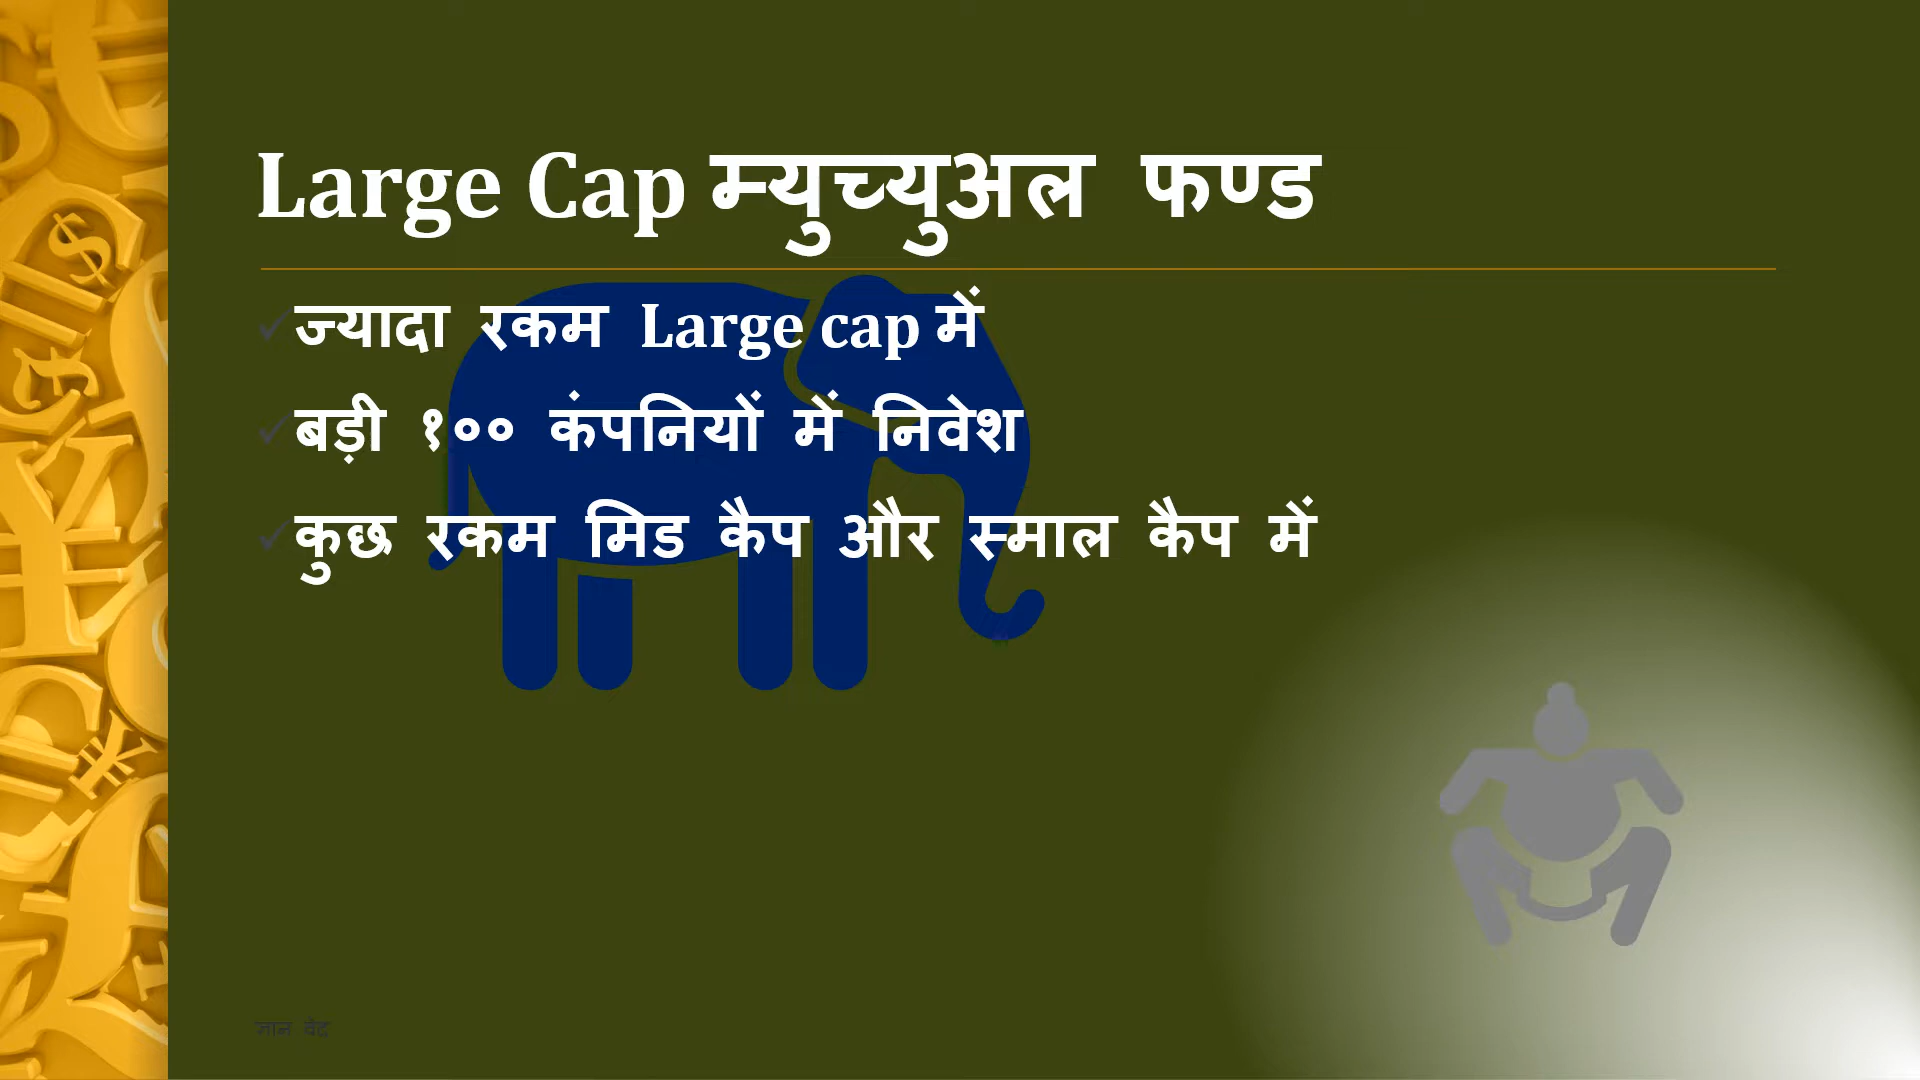 Large Cap म्युच्युअल फण्ड
ज्यादा रकम Large cap में
बड़ी १०० कंपनियों में निवेश
कुछ रकम मिड कैप और स्माल कैप में
ज्ञान वेद